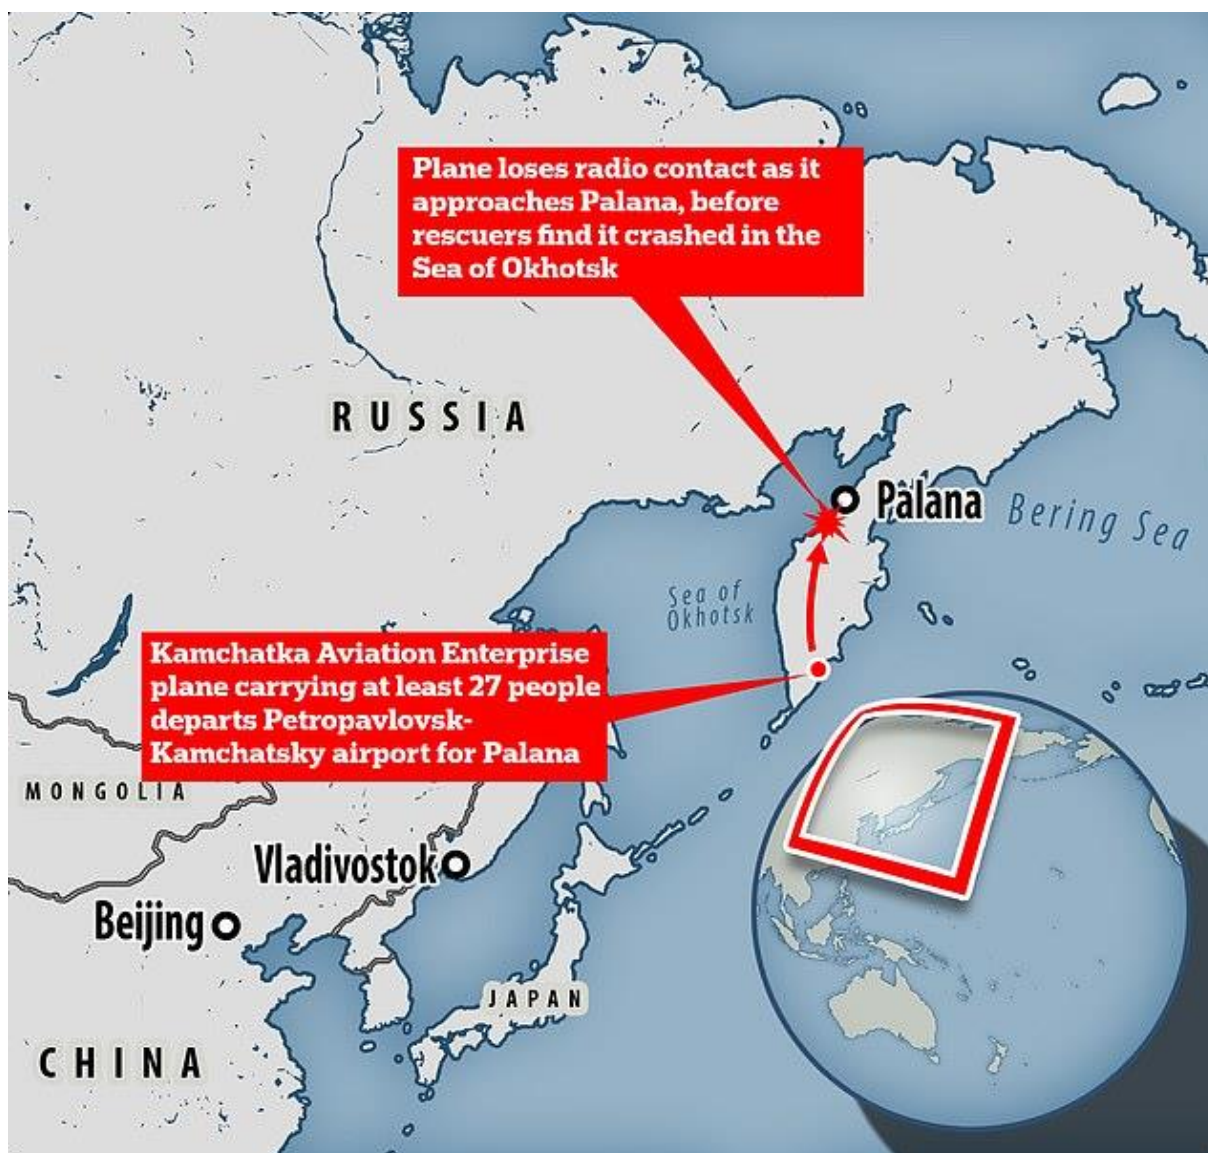 Plane loses radio contact as it
approaches Palana, before
rescuers find it crashed in the
Sea of Okhotsk
RUSSIA
Palana
Bering Sea
Sea of
Okhotsk
Kamchatka Aviation Enterprise
plane carrying at least 27 people
departs Petropavlovsk-
Kamchatsky airport for Palana
MONGOLIA
Vladivostok
Beijing
JAPAN
CHINA